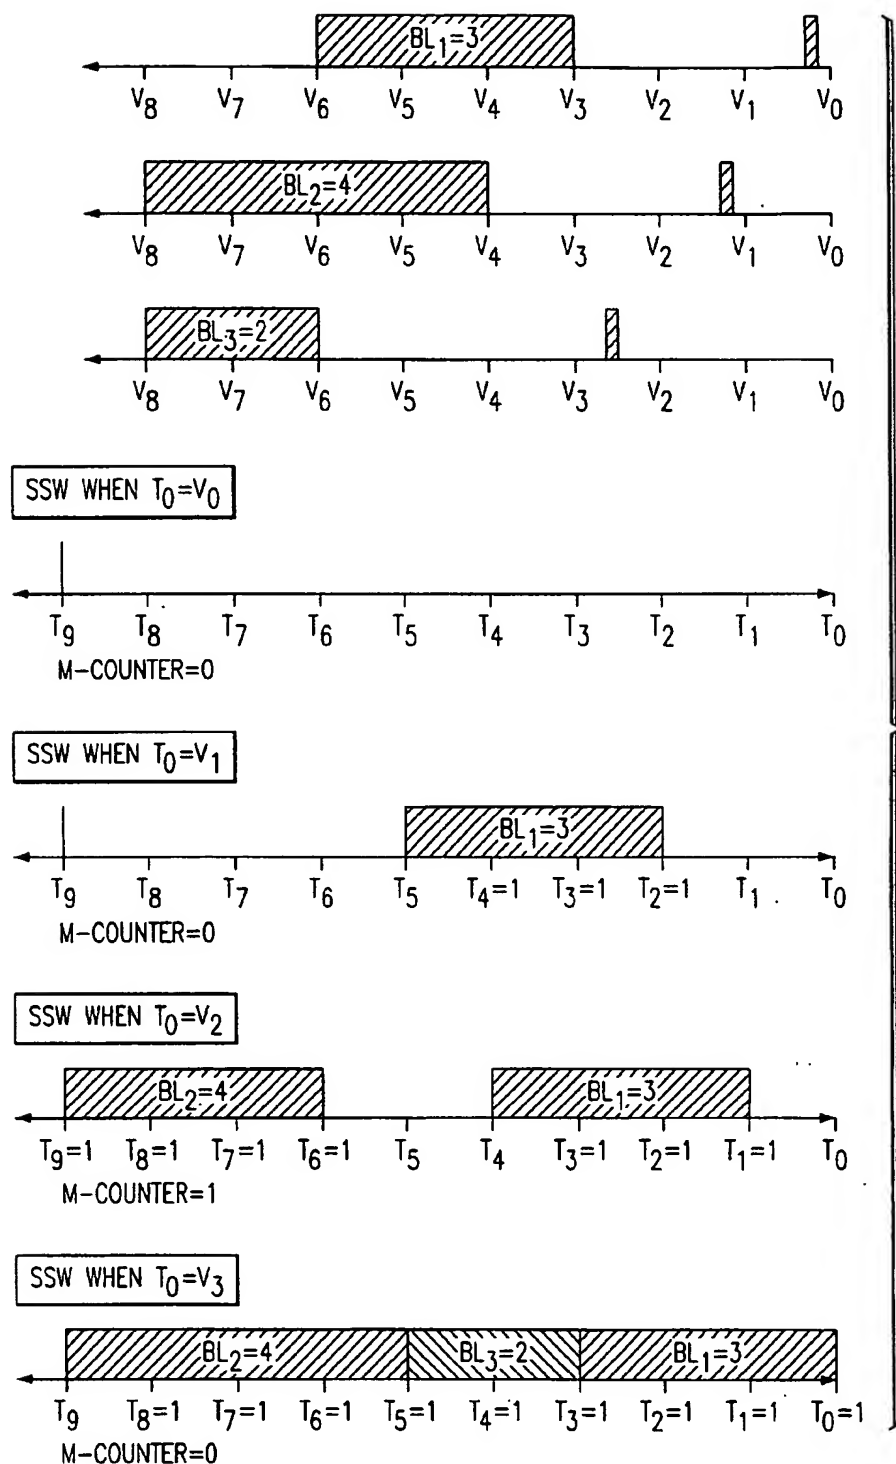 BL1=3
V8 V7 V6 V5 V4 V3 V2 V1 V0
BL2=4
V8 V7 V6 V5 V4 V3 V2 V1 V0
BL3=2
V8 V7 V6 V5 V4 V3 V2 V1 V0
SSW WHEN T0=V0
T9 T8 T7 T6 T5 T4 T3 T2 T1 T0
M-COUNTER=0
SSW WHEN T0=V1
BL1=3
T9 T8 T7 T6 T5 T4=1 T3=1 T2=1 T1 T0
M-COUNTER=0
SSW WHEN T0=V2
BL2=4 BL1=3
T9=1 T8=1 T7=1 T6=1 T5 T4 T3=1 T2=1 T1=1 T0
M-COUNTER=1
SSW WHEN T0=V3
BL2=4 BL3=2 BL1=3
T9 T8=1 T7=1 T6=1 T5=1 T4=1 T3=1 T2=1 T1=1 T0=1
M-COUNTER=0